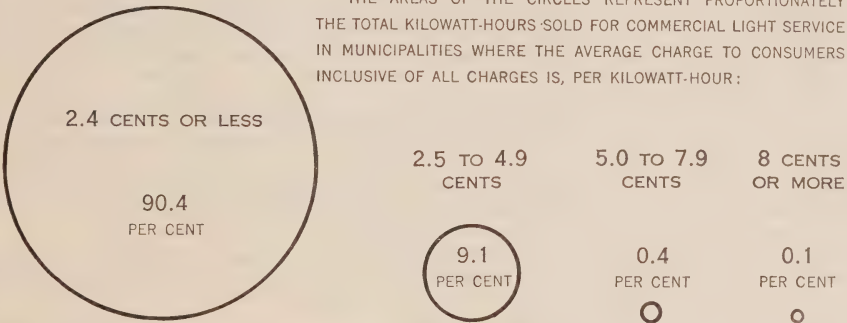 THE AREAS OF THE CIRCLES REPRESENT PROPORTIONATELY
THE TOTAL KILOWATT-HOURS SOLD FOR COMMERCIAL LIGHT SERVICE
IN MUNICIPALITIES WHERE THE AVERAGE CHARGE TO CONSUMERS
INCLUSIVE OF ALL CHARGES IS, PER KILOWATT-HOUR:
2.4 CENTS OR LESS
90.4
PER CENT
2.5 TO 4.9
CENTS
9.1
PER CENT
5.0 TO 7.9
CENTS
0.4
PER CENT
8 CENTS
OR MORE
0.1
PER CENT